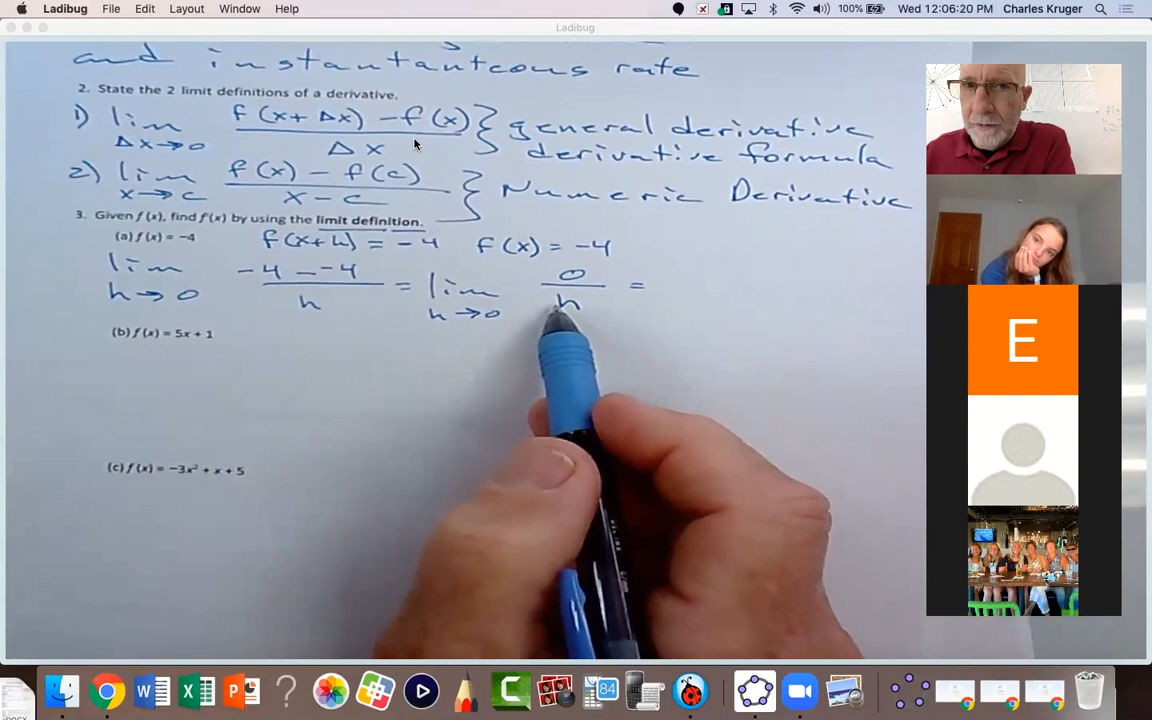 Ladibug File Edit Layout Window Help 100% Wed 12:06:20 PM Charles Kruger
Ladibug
and instantanteous rate
2. State the 2 limit definitions of a derivative.
1) lim Δx→0 f(x+Δx) - f(x) / Δx } general derivative
derivative formula
2) lim x→c f(x) - f(c) / x - c } Numeric Derivative
3. Given f (x), find f'(x) by using the limit definition.
(a) f (x) = -4 f(x+h) = -4 f(x) = -4
lim h→0 -4 - -4 / h = lim h→0 0 / h =
(b) f (x) = 5x + 1
(c) f (x) = -3x² + x + 5
E
84